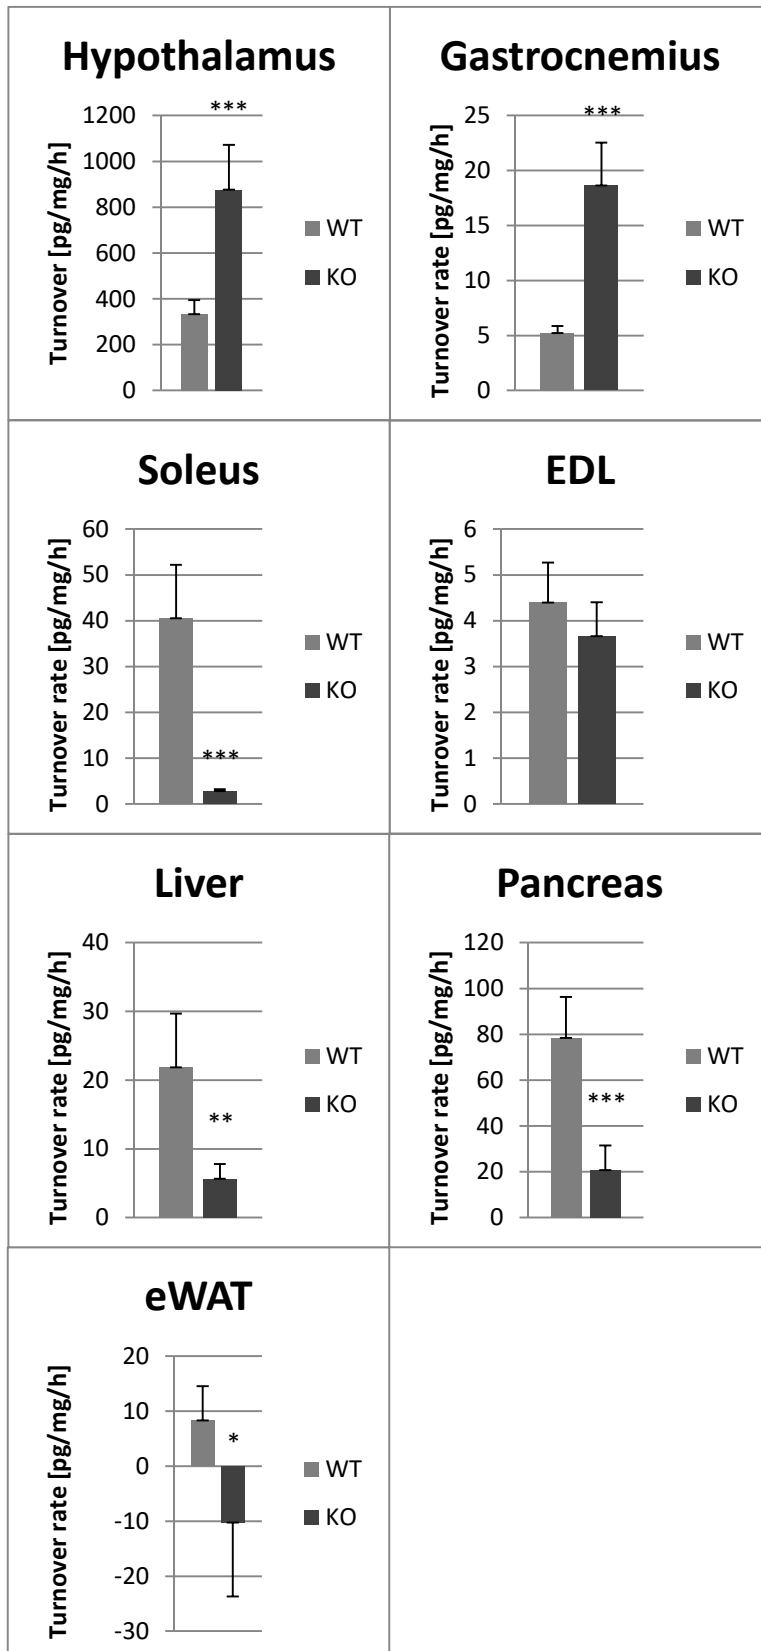 Hypothalamus
Turnover [pg/mg/h]
1200
1000
800
600
400
200
0
***
WT
KO
Gastrocnemius
Turnover rate [pg/mg/h]
25
20
15
10
5
0
***
WT
KO
Soleus
Turnover rate [pg/mg/h]
60
50
40
30
20
10
0
***
WT
KO
EDL
Tunrover rate [pg/mg/h]
6
5
4
3
2
1
0
WT
KO
Liver
Turnover rate [pg/mg/h]
40
30
20
10
0
**
WT
KO
Pancreas
Turnover rate [pg/mg/h]
120
100
80
60
40
20
0
***
WT
KO
eWAT
Turnover rate [pg/mg/h]
20
10
0
-10
-20
-30
*
WT
KO